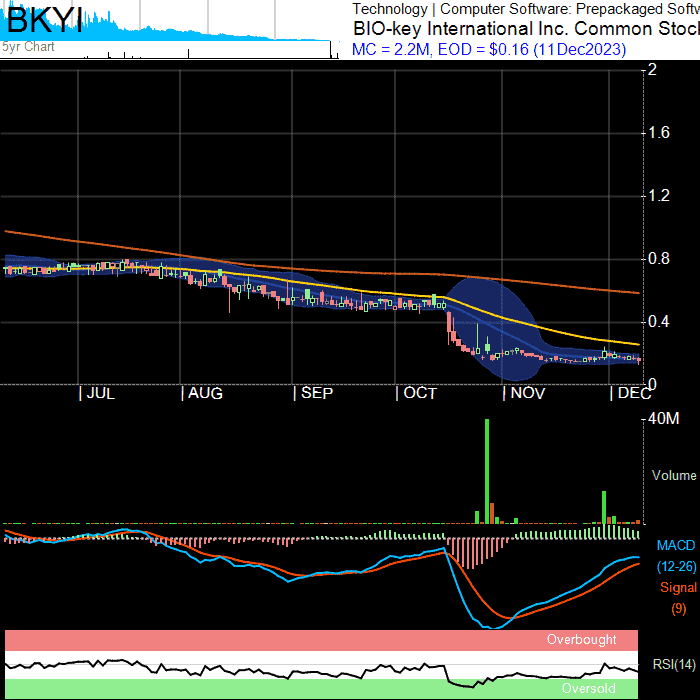 BKYI
5yr Chart
Technology | Computer Software: Prepackaged Softw
BIO-key International Inc. Common Stoc
MC = 2.2M, EOD = $0.16 (11Dec2023)
2
1.6
1.2
0.8
0.4
0
| JUL | AUG | SEP | OCT | NOV | DEC
40M
Volume
MACD
(12-26)
Signal
(9)
Overbought
RSI(14)
Oversold